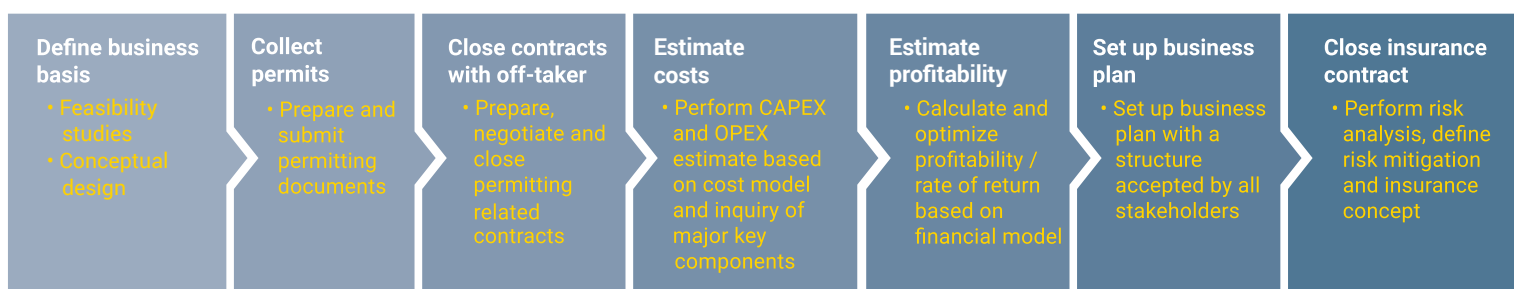 Define business
basis
• Feasibility
studies
• Conceptual
design
Collect
permits
• Prepare and
submit
permitting
documents
Close contracts
with off-taker
• Prepare,
negotiate and
close
permitting
related
contracts
Estimate
costs
• Perform CAPEX
and OPEX
estimate based
on cost model
and inquiry of
major key
components
Estimate
profitability
• Calculate and
optimize
profitability /
rate of return
based on
financial model
Set up business
plan
• Set up business
plan with a
structure
accepted by all
stakeholders
Close insurance
contract
• Perform risk
analysis, define
risk mitigation
and insurance
concept